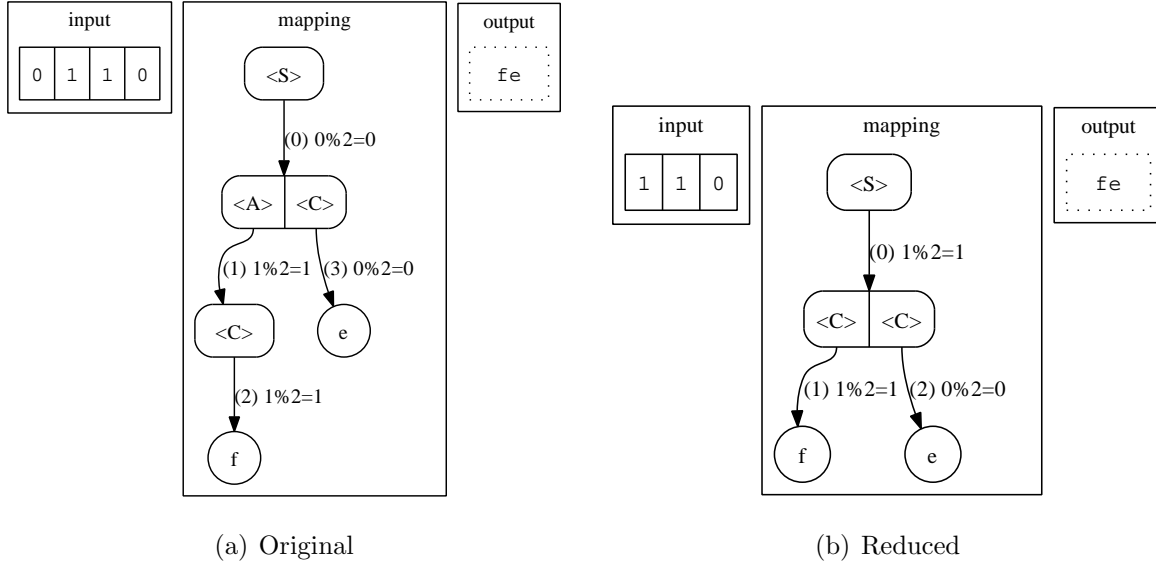 input
0 1 1 0
mapping
<S>
(0) 0%2=0
<A> <C>
(1) 1%2=1 (3) 0%2=0
<C> e
(2) 1%2=1
f
output
fe
(a) Original
input
1 1 0
mapping
<S>
(0) 1%2=1
<C> <C>
(1) 1%2=1 (2) 0%2=0
f e
output
fe
(b) Reduced